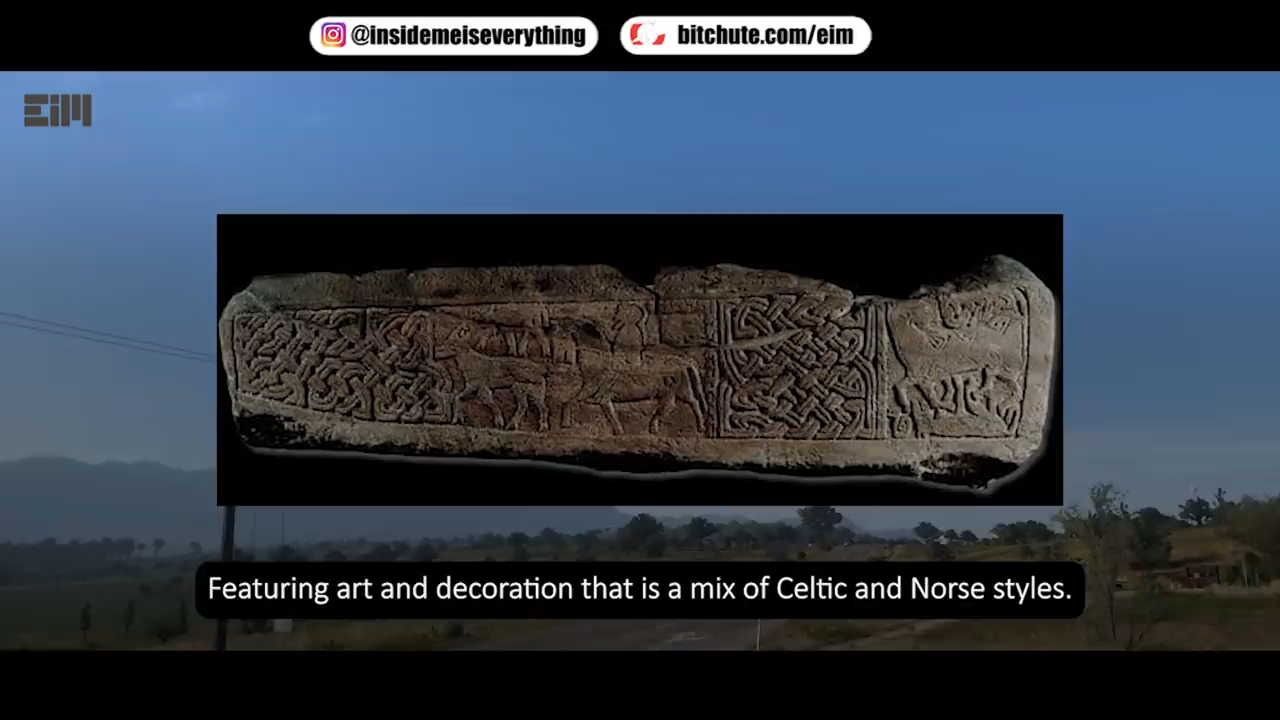 @insidemeiseverything
bitchute.com/eim
EiM
Featuring art and decoration that is a mix of Celtic and Norse styles.